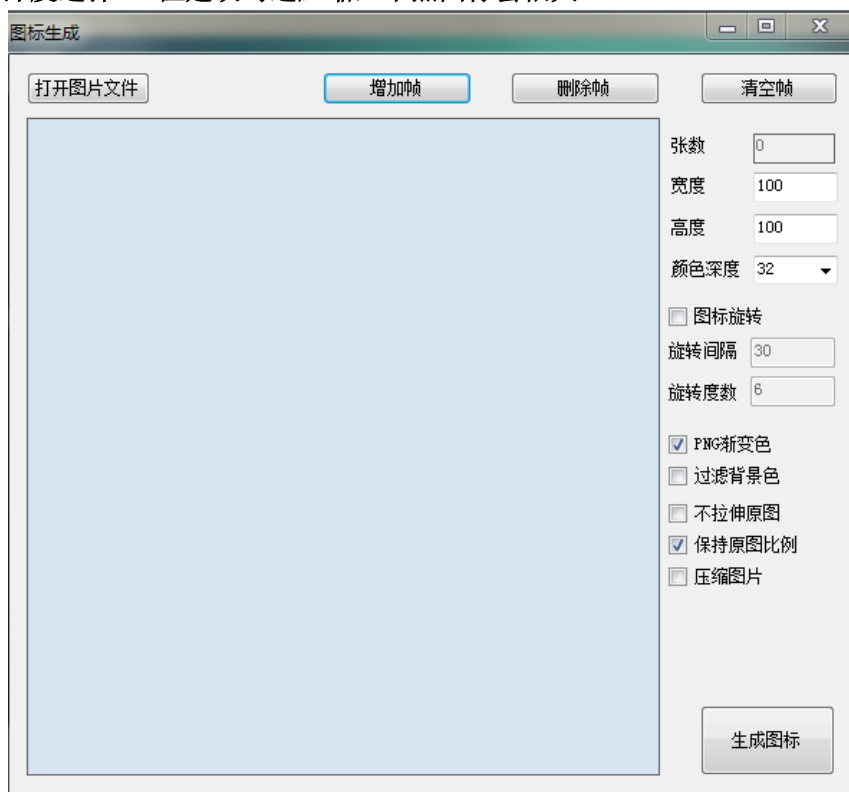 图标生成
打开图片文件 增加帧 删除帧 清空帧
张数 0
宽度 100
高度 100
颜色深度 32
图标旋转
旋转间隔 30
旋转度数 6
PNG渐变色
过滤背景色
不拉伸原图
保持原图比例
压缩图片
生成图标